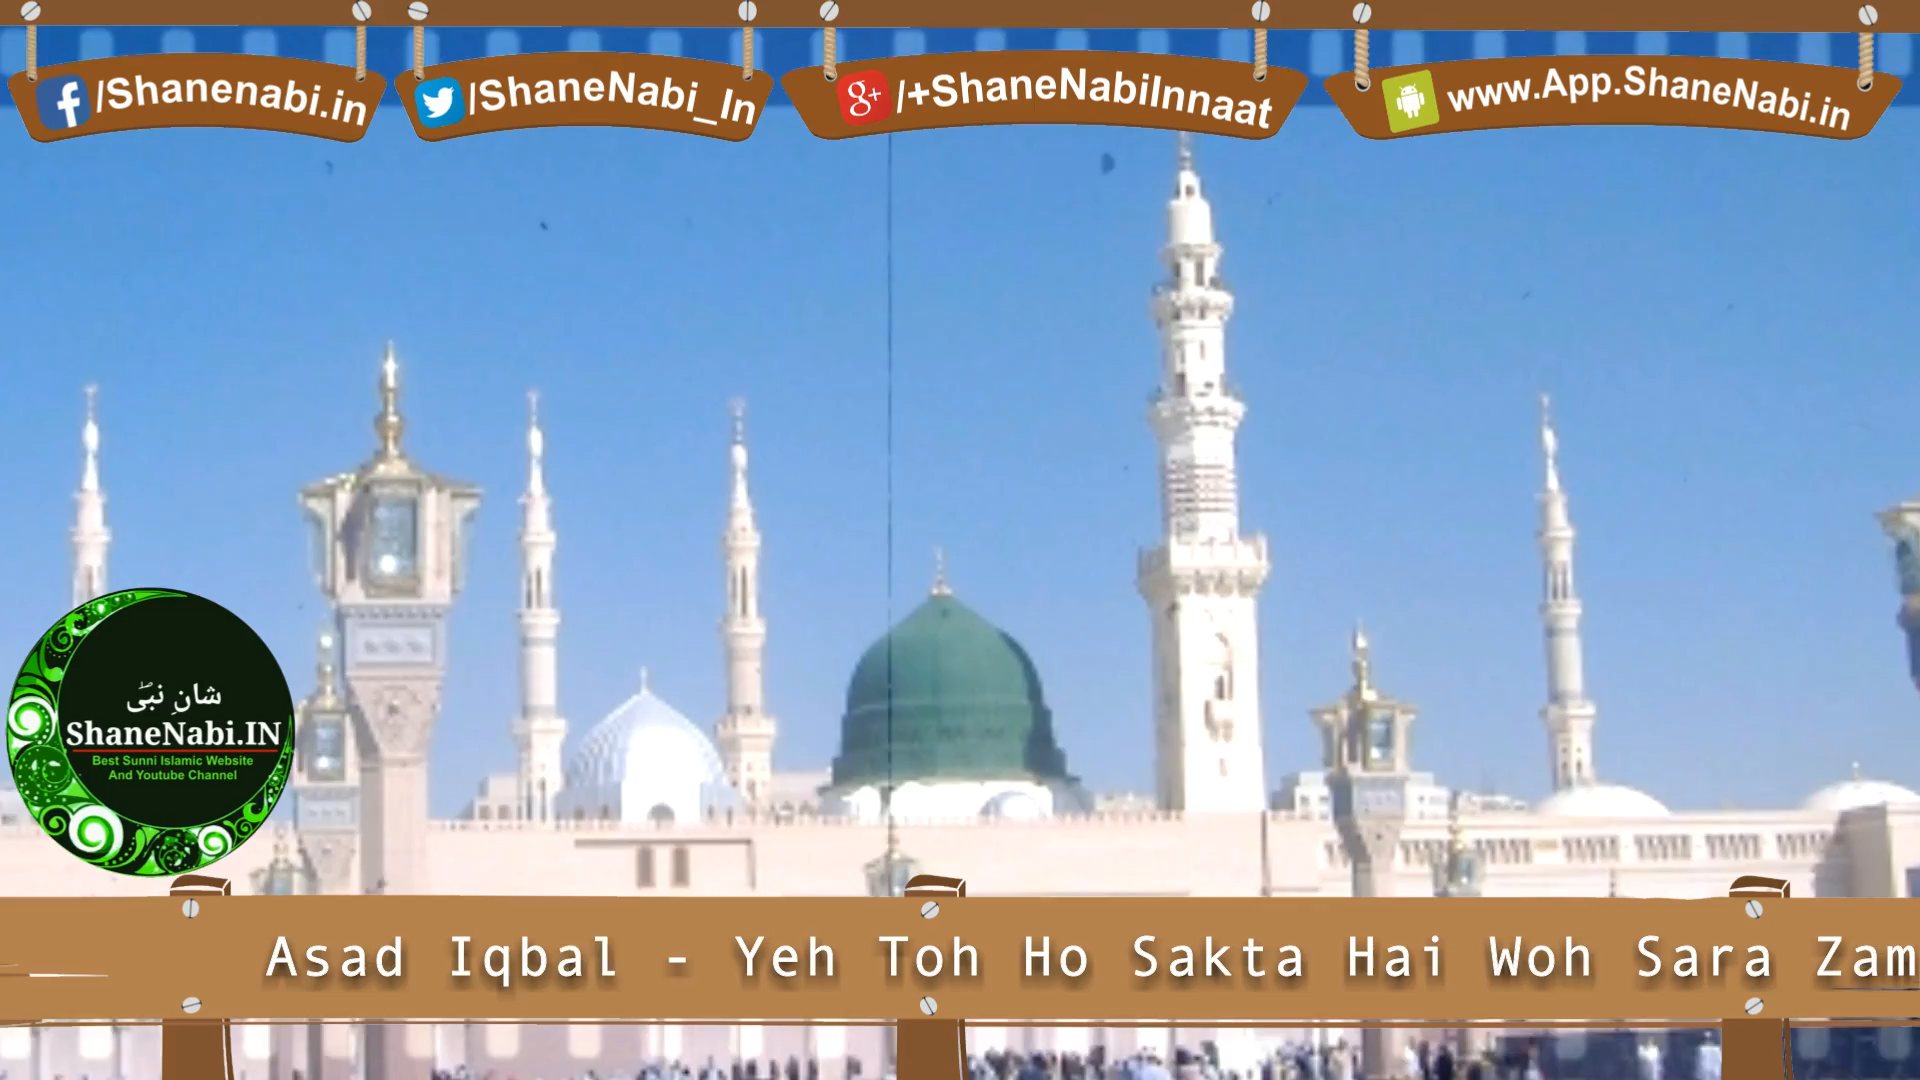 /Shanenabi.in
/ShaneNabi_In
/+ShaneNabiInnaat
www.App.ShaneNabi.in
شانِ نبیؐ
ShaneNabi.IN
Best Sunni Islamic Website
And Youtube Channel
Asad Iqbal - Yeh Toh Ho Sakta Hai Woh Sara Zam